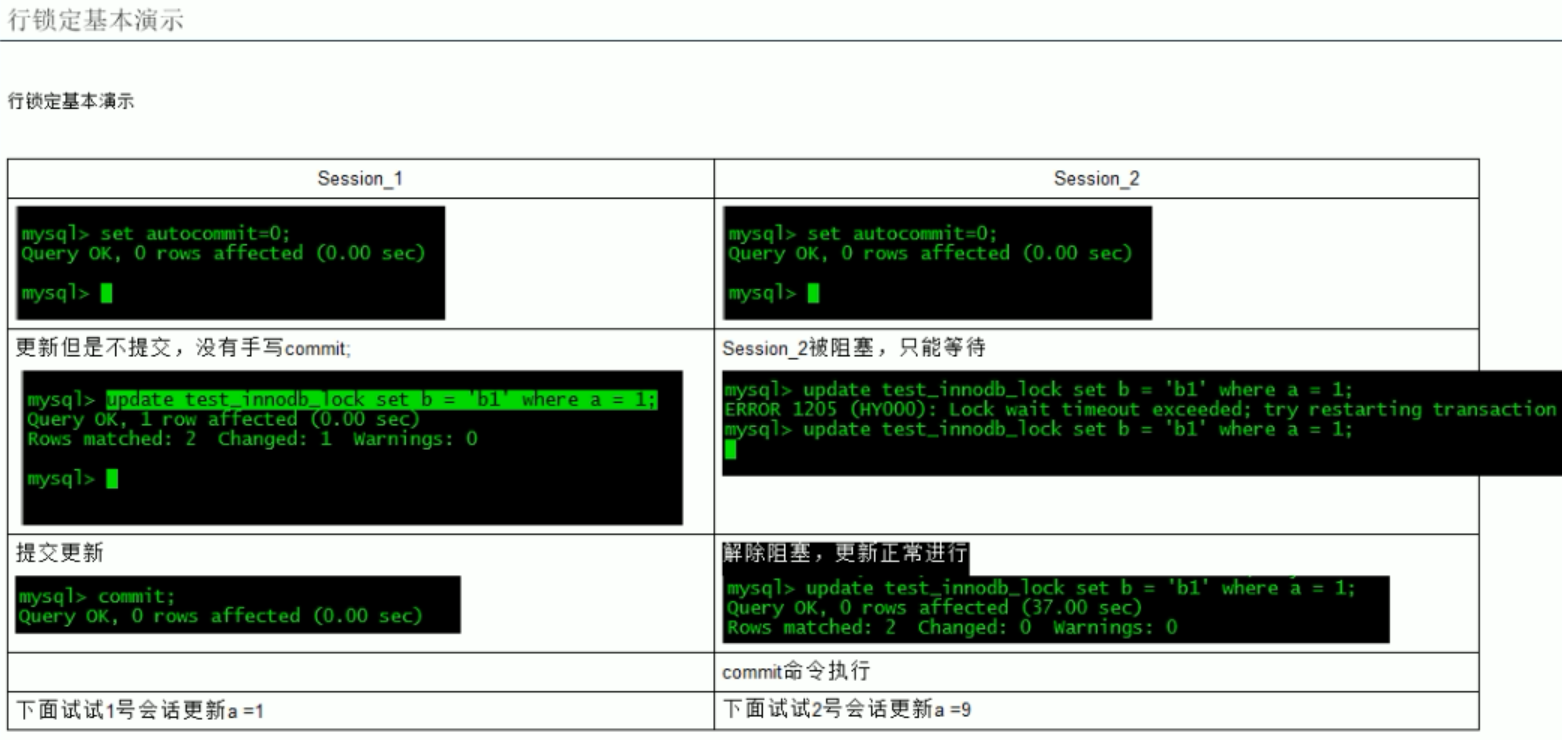 行锁定基本演示
行锁定基本演示
Session_1
Session_2
mysql> set autocommit=0;
Query OK, 0 rows affected (0.00 sec)
mysql>
mysql> set autocommit=0;
Query OK, 0 rows affected (0.00 sec)
mysql>
更新但是不提交，没有手写commit;
mysql> update test_innodb_lock set b = 'b1' where a = 1;
Query OK, 1 row affected (0.00 sec)
Rows matched: 2  Changed: 1  Warnings: 0
mysql>
Session_2被阻塞，只能等待
mysql> update test_innodb_lock set b = 'b1' where a = 1;
ERROR 1205 (HY000): Lock wait timeout exceeded; try restarting transaction
mysql> update test_innodb_lock set b = 'b1' where a = 1;
提交更新
mysql> commit;
Query OK, 0 rows affected (0.00 sec)
解除阻塞，更新正常进行
mysql> update test_innodb_lock set b = 'b1' where a = 1;
Query OK, 0 rows affected (37.00 sec)
Rows matched: 2  Changed: 0  Warnings: 0
commit命令执行
下面试试1号会话更新a =1
下面试试2号会话更新a =9